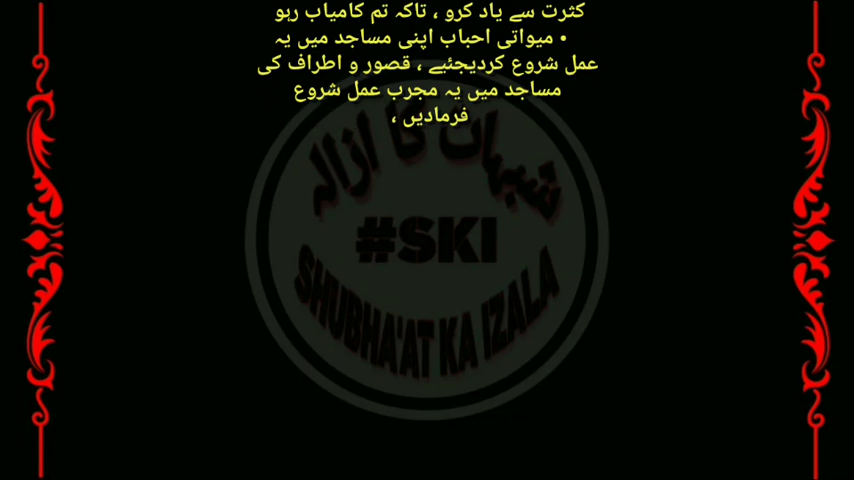 کثرت سے یاد کرو ، تاکہ تم کامیاب رہو
• میواتی احباب اپنی مساجد میں یہ
عمل شروع کردیجئیے ، قصور و اطراف کی
مساجد میں یہ مجرب عمل شروع
فرمادیں ،
شبہات کا ازالہ
#SKI
SHUBHA'AT KA IZALA